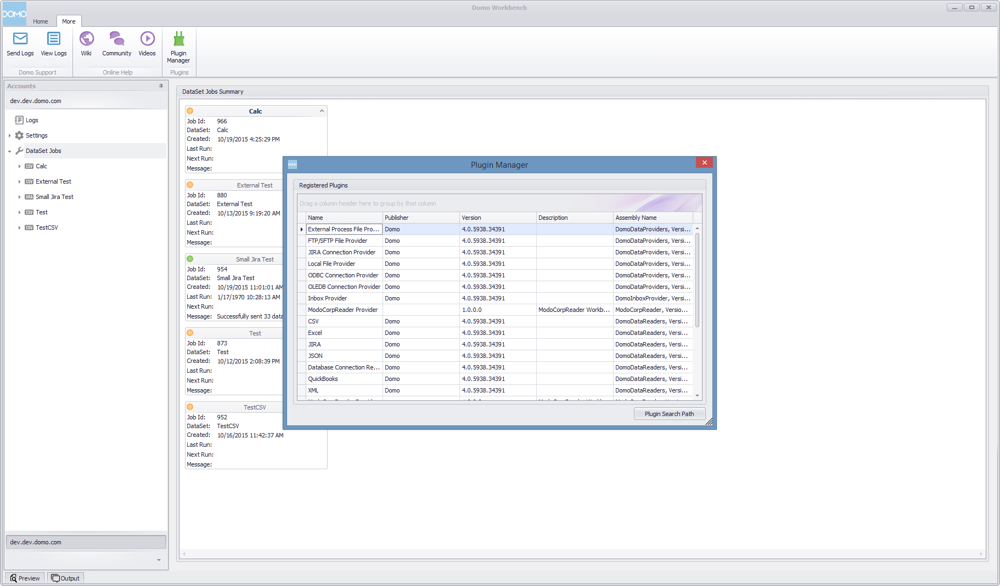 Domo Workbench
DOMO
Home
More
Send Logs
View Logs
Wiki
Community
Videos
Plugin
Manager
Domo Support
Online Help
Plugins
Accounts
dev.dev.domo.com
Logs
Settings
DataSet Jobs
CSV Calc
CSV External Test
JIRA Small Jira Test
CSV Test
CSV TestCSV
dev.dev.domo.com
Preview
Output
DataSet Jobs Summary
Calc
Job Id: 966
DataSet: Calc
Created: 10/19/2015 4:25:29 PM
Last Run:
Next Run:
Message:
External Test
Job Id: 880
DataSet: External Test
Created: 10/13/2015 9:19:20 AM
Last Run:
Next Run:
Message:
Small Jira Test
Job Id: 954
DataSet: Small Jira Test
Created: 10/19/2015 11:01:01 AM
Last Run: 1/17/1970 10:28:13 AM
Next Run:
Message: Successfully sent 33 data
Test
Job Id: 873
DataSet: Test
Created: 10/12/2015 2:08:39 PM
Last Run:
Next Run:
Message:
TestCSV
Job Id: 952
DataSet: TestCSV
Created: 10/16/2015 11:42:37 AM
Last Run:
Next Run:
Message:
DOMO
Plugin Manager
Registered Plugins
Drag a column header here to group by that column
Name Publisher Version Description Assembly Name
External Process File Pro... Domo 4.0.5938.34391 DomoDataProviders, Versi...
FTP/SFTP File Provider Domo 4.0.5938.34391 DomoDataProviders, Versi...
JIRA Connection Provider Domo 4.0.5938.34391 DomoDataProviders, Versi...
Local File Provider Domo 4.0.5938.34391 DomoDataProviders, Versi...
ODBC Connection Provider Domo 4.0.5938.34391 DomoDataProviders, Versi...
OLEDB Connection Provider Domo 4.0.5938.34391 DomoDataProviders, Versi...
Inbox Provider Domo 4.0.5938.34391 DomoInboxProvider, Versi...
ModoCorpReader Provider 1.0.0.0 ModoCorpReader Workb... ModoCorpReader, Versio...
CSV Domo 4.0.5938.34391 DomoDataReaders, Versi...
Excel Domo 4.0.5938.34391 DomoDataReaders, Versi...
JIRA Domo 4.0.5938.34391 DomoDataReaders, Versi...
JSON Domo 4.0.5938.34391 DomoDataReaders, Versi...
Database Connection Re... Domo 4.0.5938.34391 DomoDataReaders, Versi...
QuickBooks Domo 4.0.5938.34391 DomoDataReaders, Versi...
XML Domo 4.0.5938.34391 DomoDataReaders, Versi...
Plugin Search Path